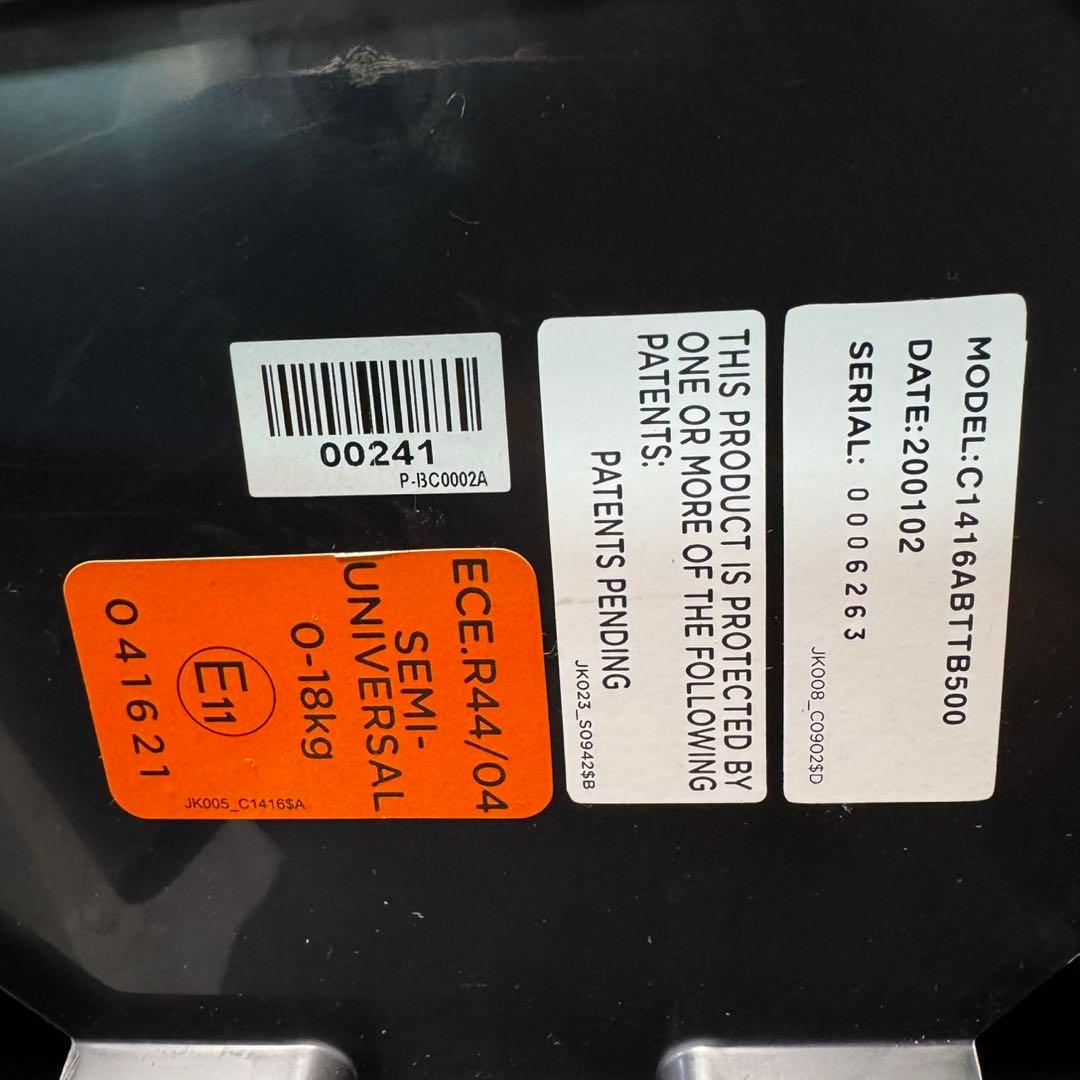 MODEL:C1416ABTTB500
DATE:200102
SERIAL: 0006263
JK008_C0902$D
THIS PRODUCT IS PROTECTED BY
ONE OR MORE OF THE FOLLOWING
PATENTS:
PATENTS PENDING
JK023_S0942$B
00241
P-BC0002A
ECE.R44/04
SEMI-
UNIVERSAL
0-18kg
E11
041621
JK005_C1416$A